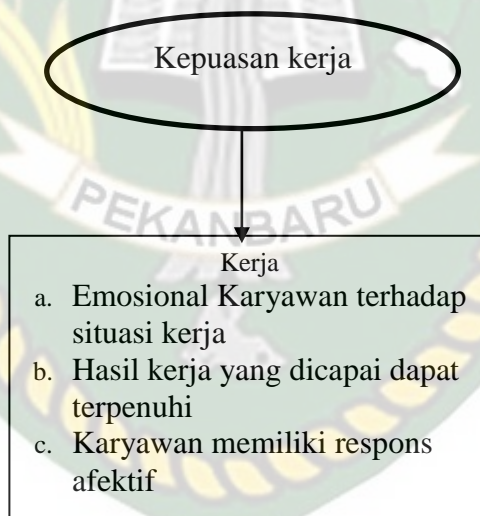 Kepuasan kerja
PEKANBARU
Kerja
a. Emosional Karyawan terhadap
situasi kerja
b. Hasil kerja yang dicapai dapat
terpenuhi
c. Karyawan memiliki respons
afektif